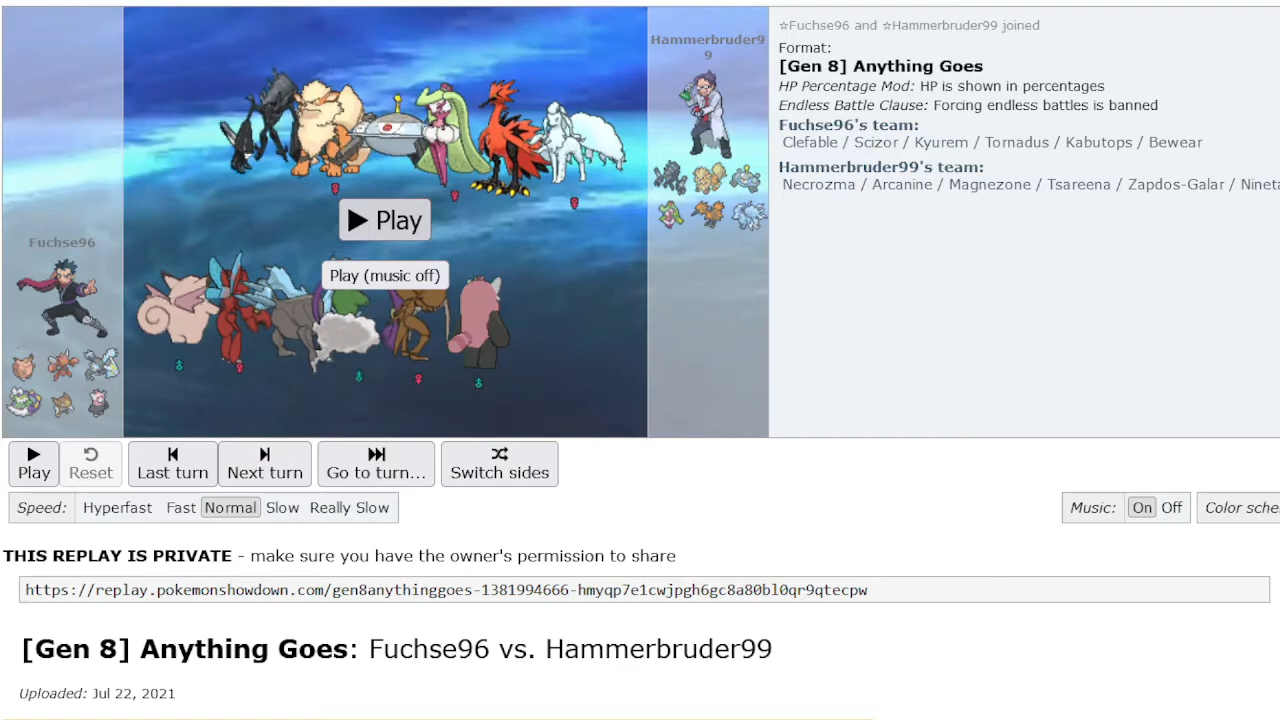 ☆Fuchse96 and ☆Hammerbruder99 joined
Format:
[Gen 8] Anything Goes
HP Percentage Mod: HP is shown in percentages
Endless Battle Clause: Forcing endless battles is banned
Fuchse96's team:
Clefable / Scizor / Kyurem / Tornadus / Kabutops / Bewear
Hammerbruder99's team:
Necrozma / Arcanine / Magnezone / Tsareena / Zapdos-Galar / Nineta
Hammerbruder9
9
Fuchse96
Play
Play (music off)
Play
Reset
Last turn
Next turn
Go to turn...
Switch sides
Speed: Hyperfast Fast Normal Slow Really Slow
Music: On Off
Color sche
THIS REPLAY IS PRIVATE - make sure you have the owner's permission to share
https://replay.pokemonshowdown.com/gen8anythinggoes-1381994666-hmyqp7e1cwjpgh6gc8a80bl0qr9qtecpw
[Gen 8] Anything Goes: Fuchse96 vs. Hammerbruder99
Uploaded: Jul 22, 2021